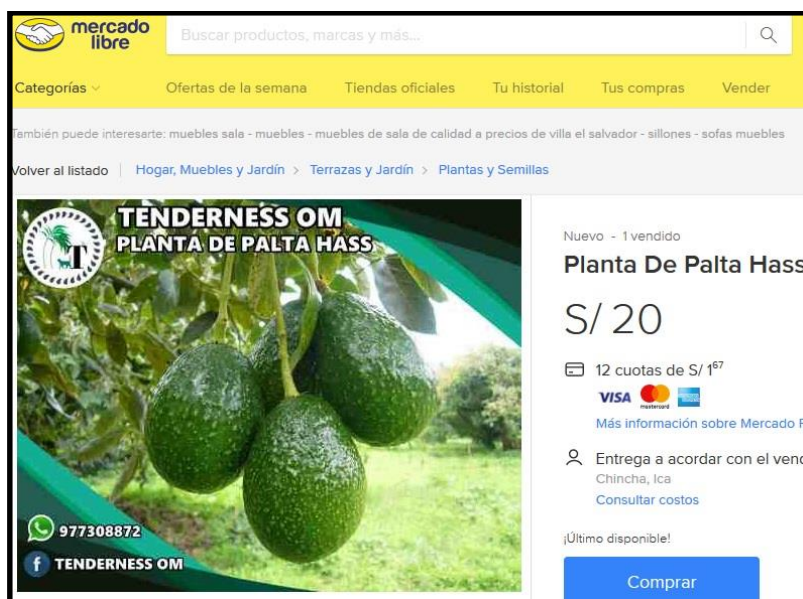 mercado
libre
Buscar productos, marcas y más...
Categorías
Ofertas de la semana
Tiendas oficiales
Tu historial
Tus compras
Vender
También puede interesarte: muebles sala - muebles - muebles de sala de calidad a precios de villa el salvador - sillones - sofas muebles
Volver al listado
Hogar, Muebles y Jardín > Terrazas y Jardín > Plantas y Semillas
T
TENDERNESS OM
PLANTA DE PALTA HASS
977308872
f TENDERNESS OM
Nuevo - 1 vendido
Planta De Palta Hass
S/ 20
12 cuotas de S/ 167
VISA mastercard
Más información sobre Mercado P
Entrega a acordar con el vend
Chincha, Ica
Consultar costos
¡Último disponible!
Comprar